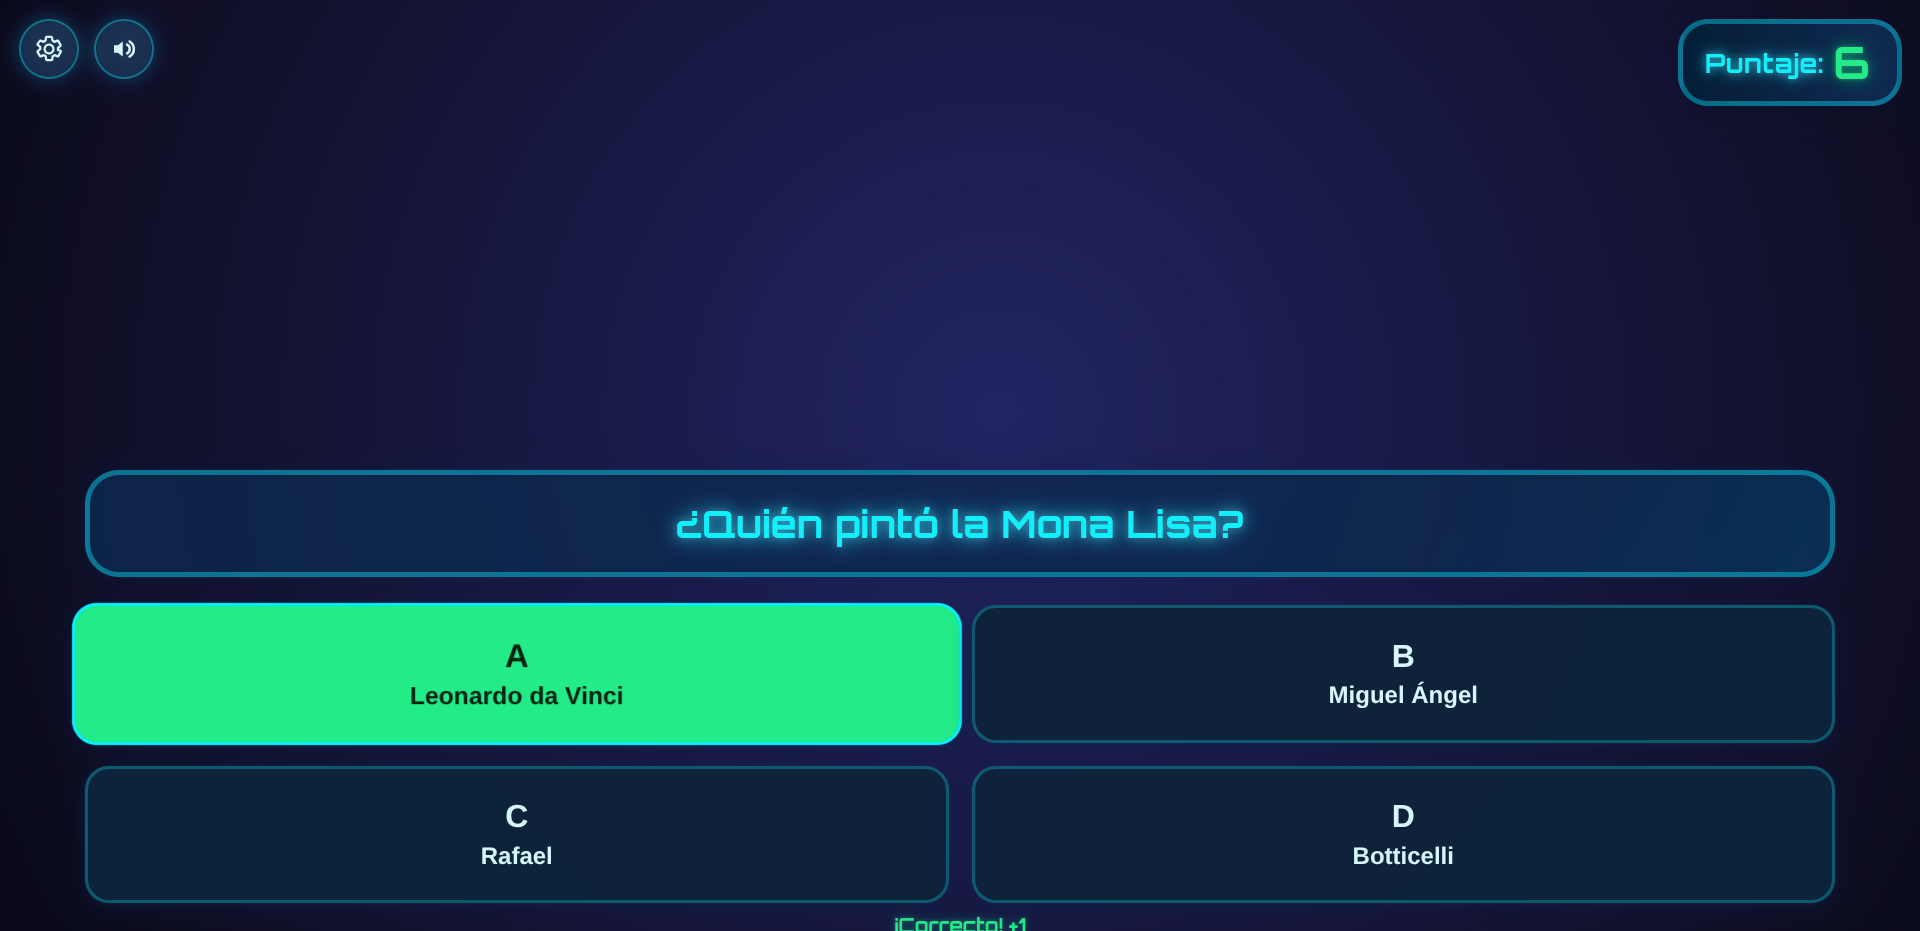 Puntaje: 6
¿Quién pintó la Mona Lisa?
A
Leonardo da Vinci
B
Miguel Ángel
C
Rafael
D
Botticelli
¡Correcto! +1